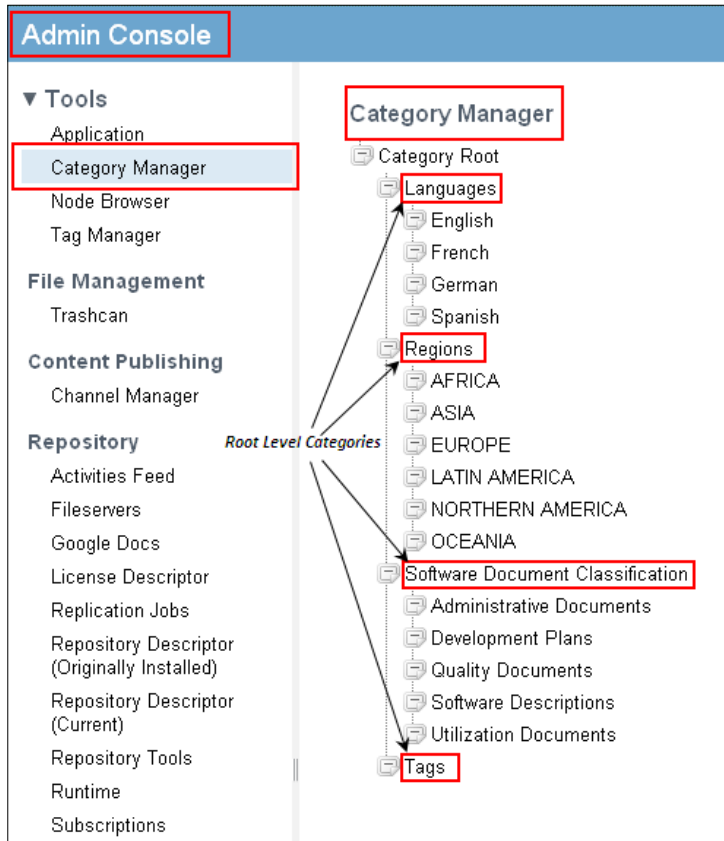 Admin Console
▼ Tools
Application
Category Manager
Node Browser
Tag Manager
File Management
Trashcan
Content Publishing
Channel Manager
Repository
Activities Feed
Fileservers
Google Docs
License Descriptor
Replication Jobs
Repository Descriptor
(Originally Installed)
Repository Descriptor
(Current)
Repository Tools
Runtime
Subscriptions
Root Level Categories
Category Manager
Category Root
Languages
English
French
German
Spanish
Regions
AFRICA
ASIA
EUROPE
LATIN AMERICA
NORTHERN AMERICA
OCEANIA
Software Document Classification
Administrative Documents
Development Plans
Quality Documents
Software Descriptions
Utilization Documents
Tags